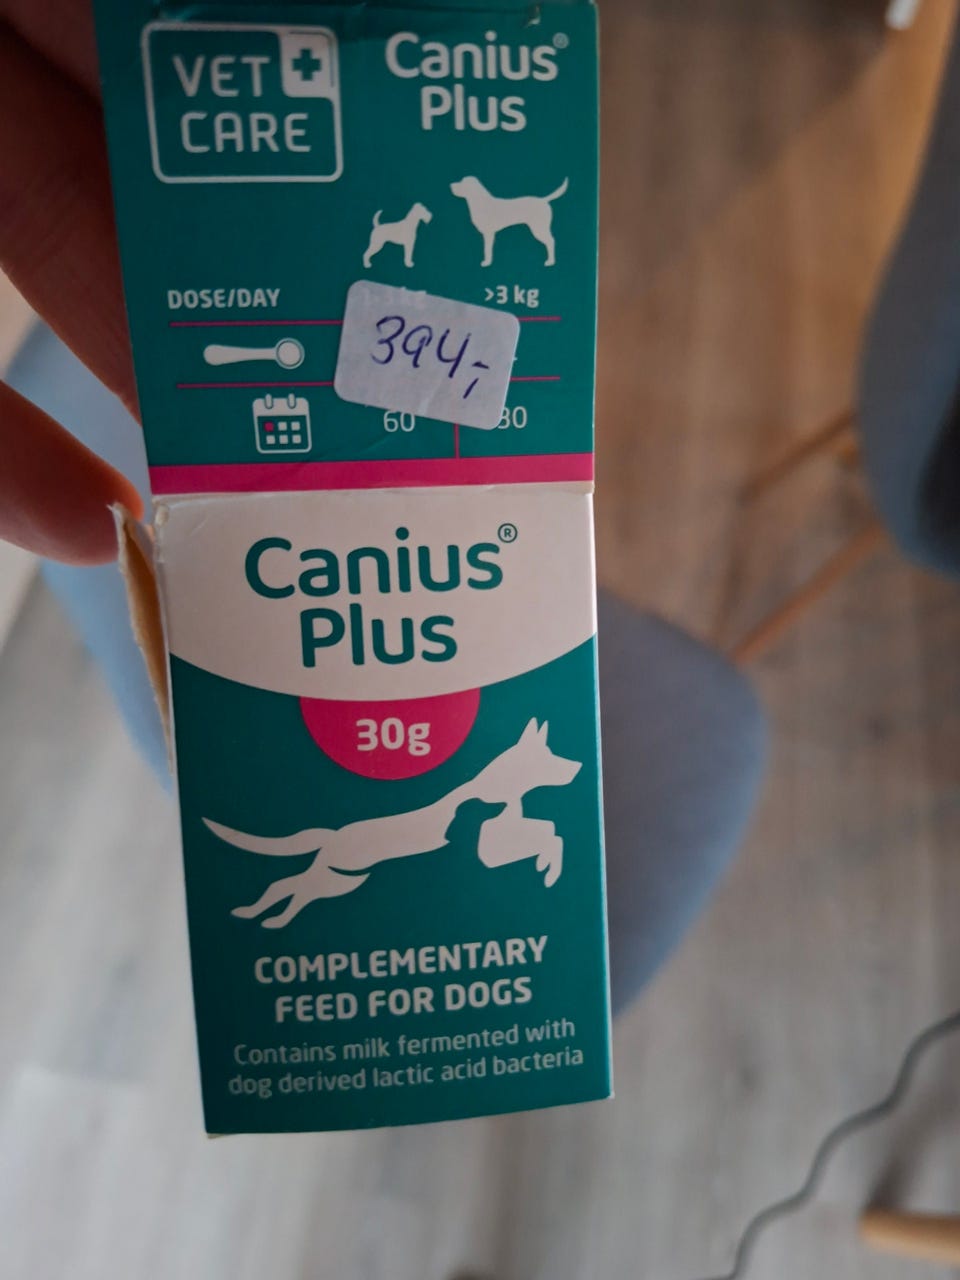 VET
CARE
Canius®
Plus
DOSE/DAY
>3 kg
394,-
60
30
Canius®
Plus
30g
COMPLEMENTARY
FEED FOR DOGS
Contains milk fermented with
dog derived lactic acid bacteria